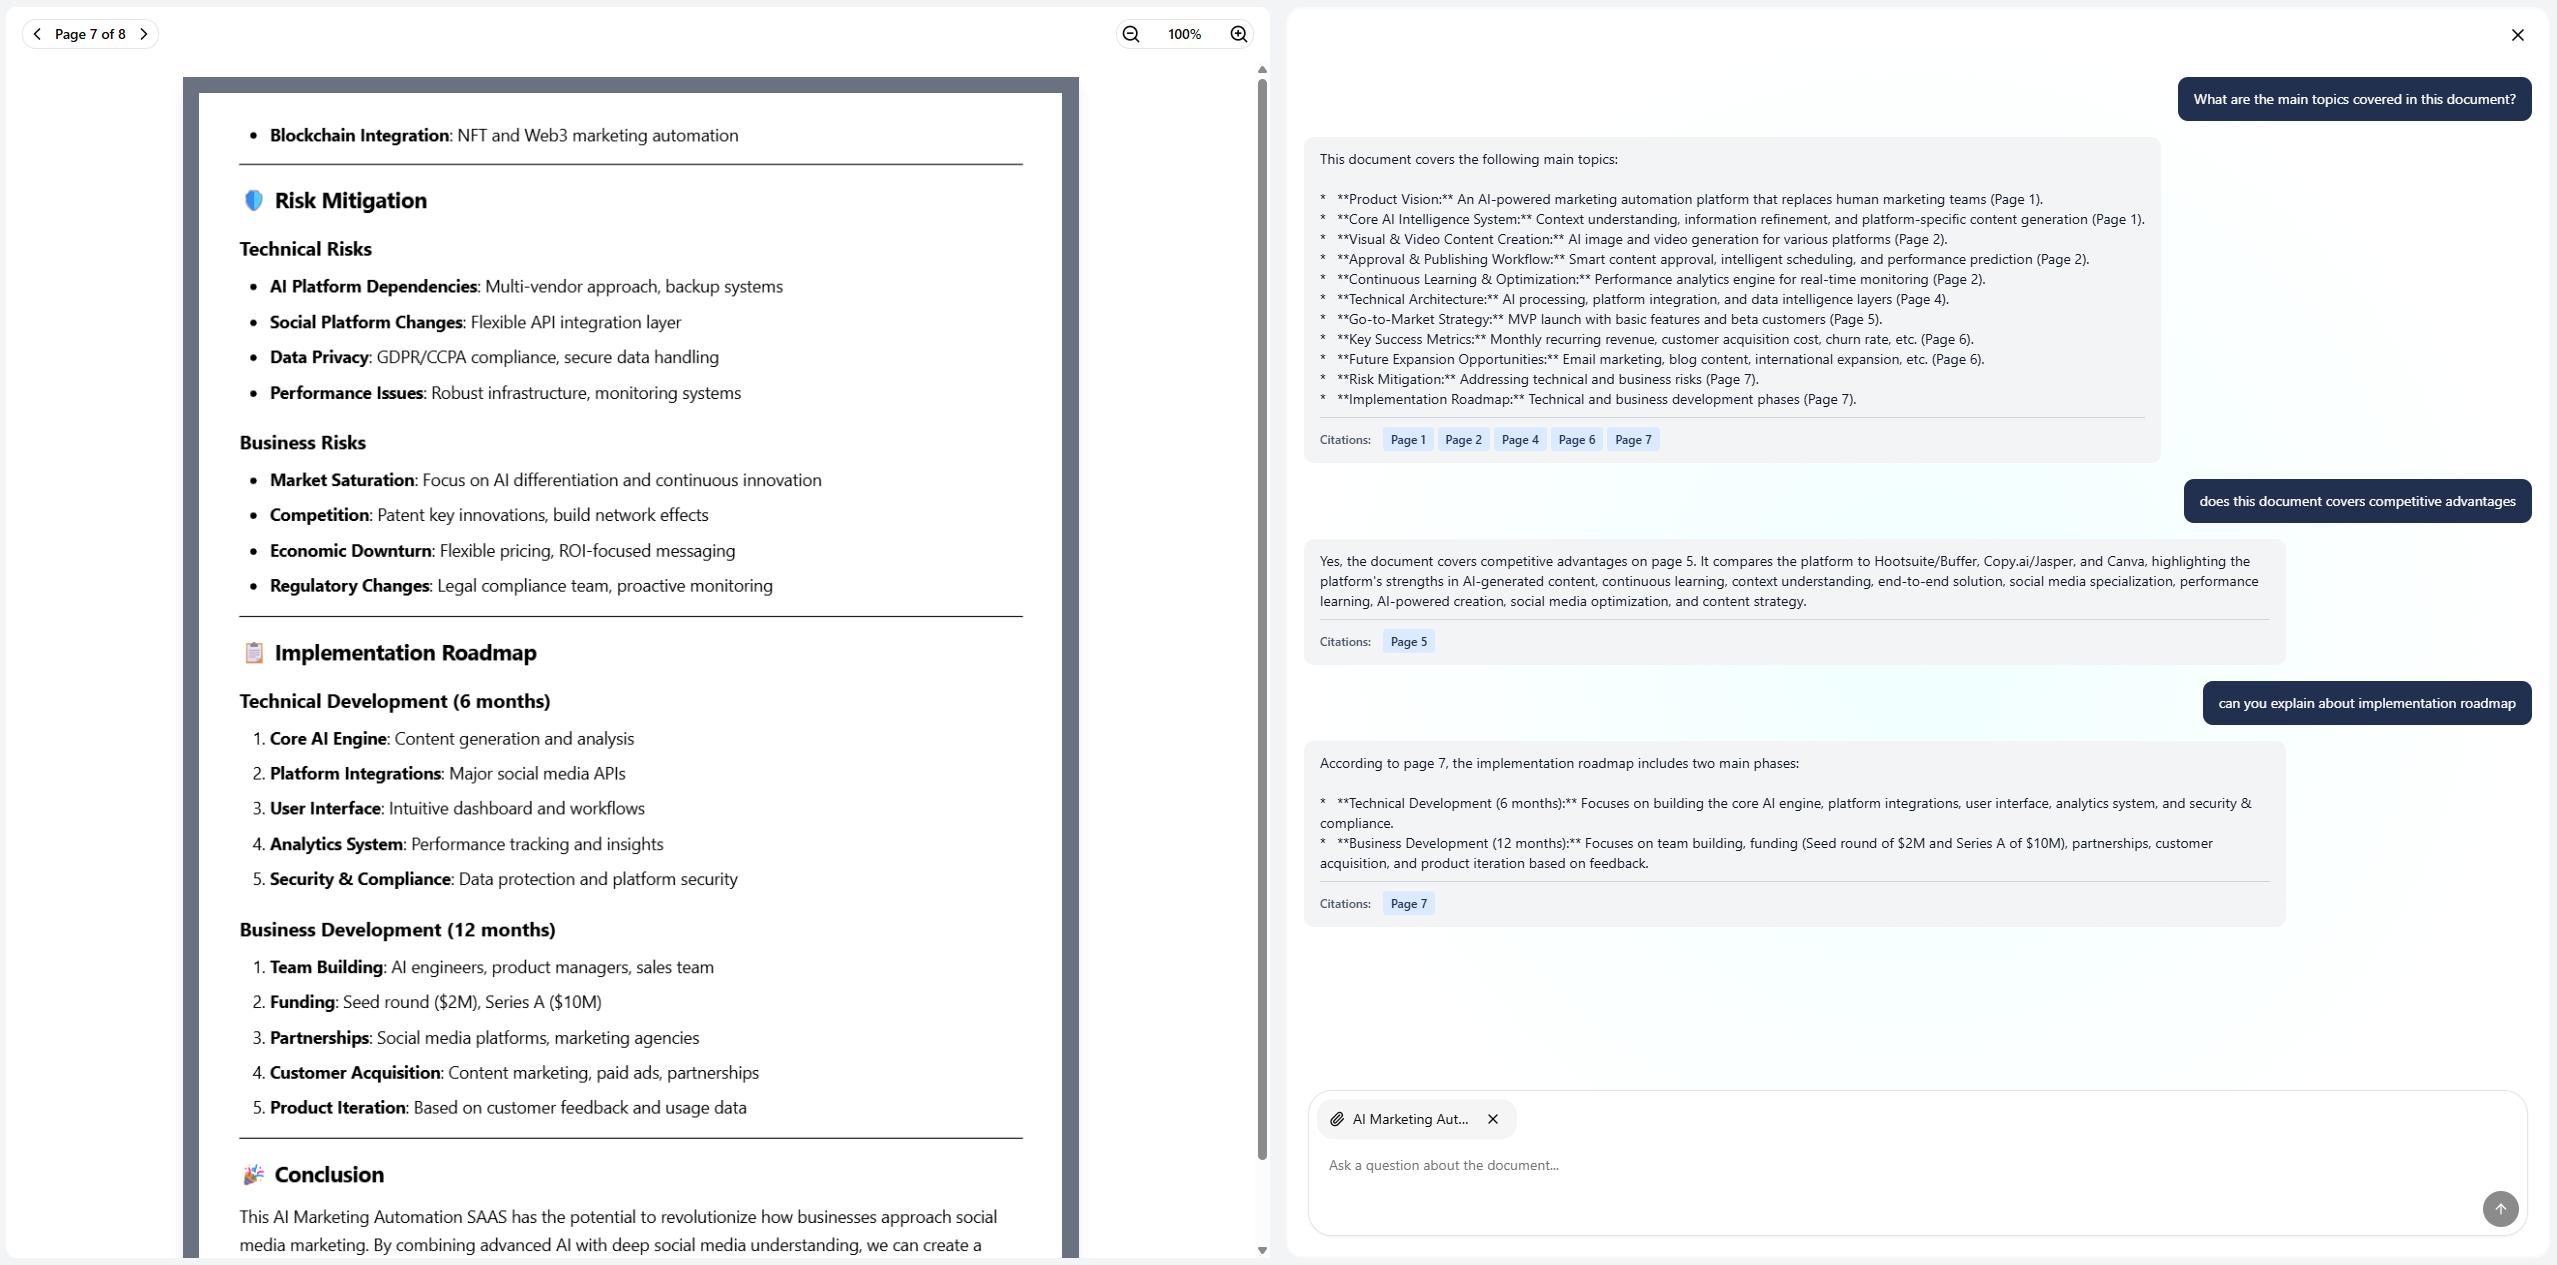 Page 7 of 8
100%
• Blockchain Integration: NFT and Web3 marketing automation
Risk Mitigation
Technical Risks
• AI Platform Dependencies: Multi-vendor approach, backup systems
• Social Platform Changes: Flexible API integration layer
• Data Privacy: GDPR/CCPA compliance, secure data handling
• Performance Issues: Robust infrastructure, monitoring systems
Business Risks
• Market Saturation: Focus on AI differentiation and continuous innovation
• Competition: Patent key innovations, build network effects
• Economic Downturn: Flexible pricing, ROI-focused messaging
• Regulatory Changes: Legal compliance team, proactive monitoring
Implementation Roadmap
Technical Development (6 months)
1. Core AI Engine: Content generation and analysis
2. Platform Integrations: Major social media APIs
3. User Interface: Intuitive dashboard and workflows
4. Analytics System: Performance tracking and insights
5. Security & Compliance: Data protection and platform security
Business Development (12 months)
1. Team Building: AI engineers, product managers, sales team
2. Funding: Seed round ($2M), Series A ($10M)
3. Partnerships: Social media platforms, marketing agencies
4. Customer Acquisition: Content marketing, paid ads, partnerships
5. Product Iteration: Based on customer feedback and usage data
Conclusion
This AI Marketing Automation SAAS has the potential to revolutionize how businesses approach social
media marketing. By combining advanced AI with deep social media understanding, we can create a
What are the main topics covered in this document?
This document covers the following main topics:
* **Product Vision:** An AI-powered marketing automation platform that replaces human marketing teams (Page 1).
* **Core AI Intelligence System:** Context understanding, information refinement, and platform-specific content generation (Page 1).
* **Visual & Video Content Creation:** AI image and video generation for various platforms (Page 2).
* **Approval & Publishing Workflow:** Smart content approval, intelligent scheduling, and performance prediction (Page 2).
* **Continuous Learning & Optimization:** Performance analytics engine for real-time monitoring (Page 2).
* **Technical Architecture:** AI processing, platform integration, and data intelligence layers (Page 4).
* **Go-to-Market Strategy:** MVP launch with basic features and beta customers (Page 5).
* **Key Success Metrics:** Monthly recurring revenue, customer acquisition cost, churn rate, etc. (Page 6).
* **Future Expansion Opportunities:** Email marketing, blog content, international expansion, etc. (Page 6).
* **Risk Mitigation:** Addressing technical and business risks (Page 7).
* **Implementation Roadmap:** Technical and business development phases (Page 7).
Citations: Page 1 Page 2 Page 4 Page 6 Page 7
does this document covers competitive advantages
Yes, the document covers competitive advantages on page 5. It compares the platform to Hootsuite/Buffer, Copy.ai/Jasper, and Canva, highlighting the
platform's strengths in AI-generated content, continuous learning, context understanding, end-to-end solution, social media specialization, performance
learning, AI-powered creation, social media optimization, and content strategy.
Citations: Page 5
can you explain about implementation roadmap
According to page 7, the implementation roadmap includes two main phases:
* **Technical Development (6 months):** Focuses on building the core AI engine, platform integrations, user interface, analytics system, and security &
compliance.
* **Business Development (12 months):** Focuses on team building, funding (Seed round of $2M and Series A of $10M), partnerships, customer
acquisition, and product iteration based on feedback.
Citations: Page 7
AI Marketing Aut...
Ask a question about the document...